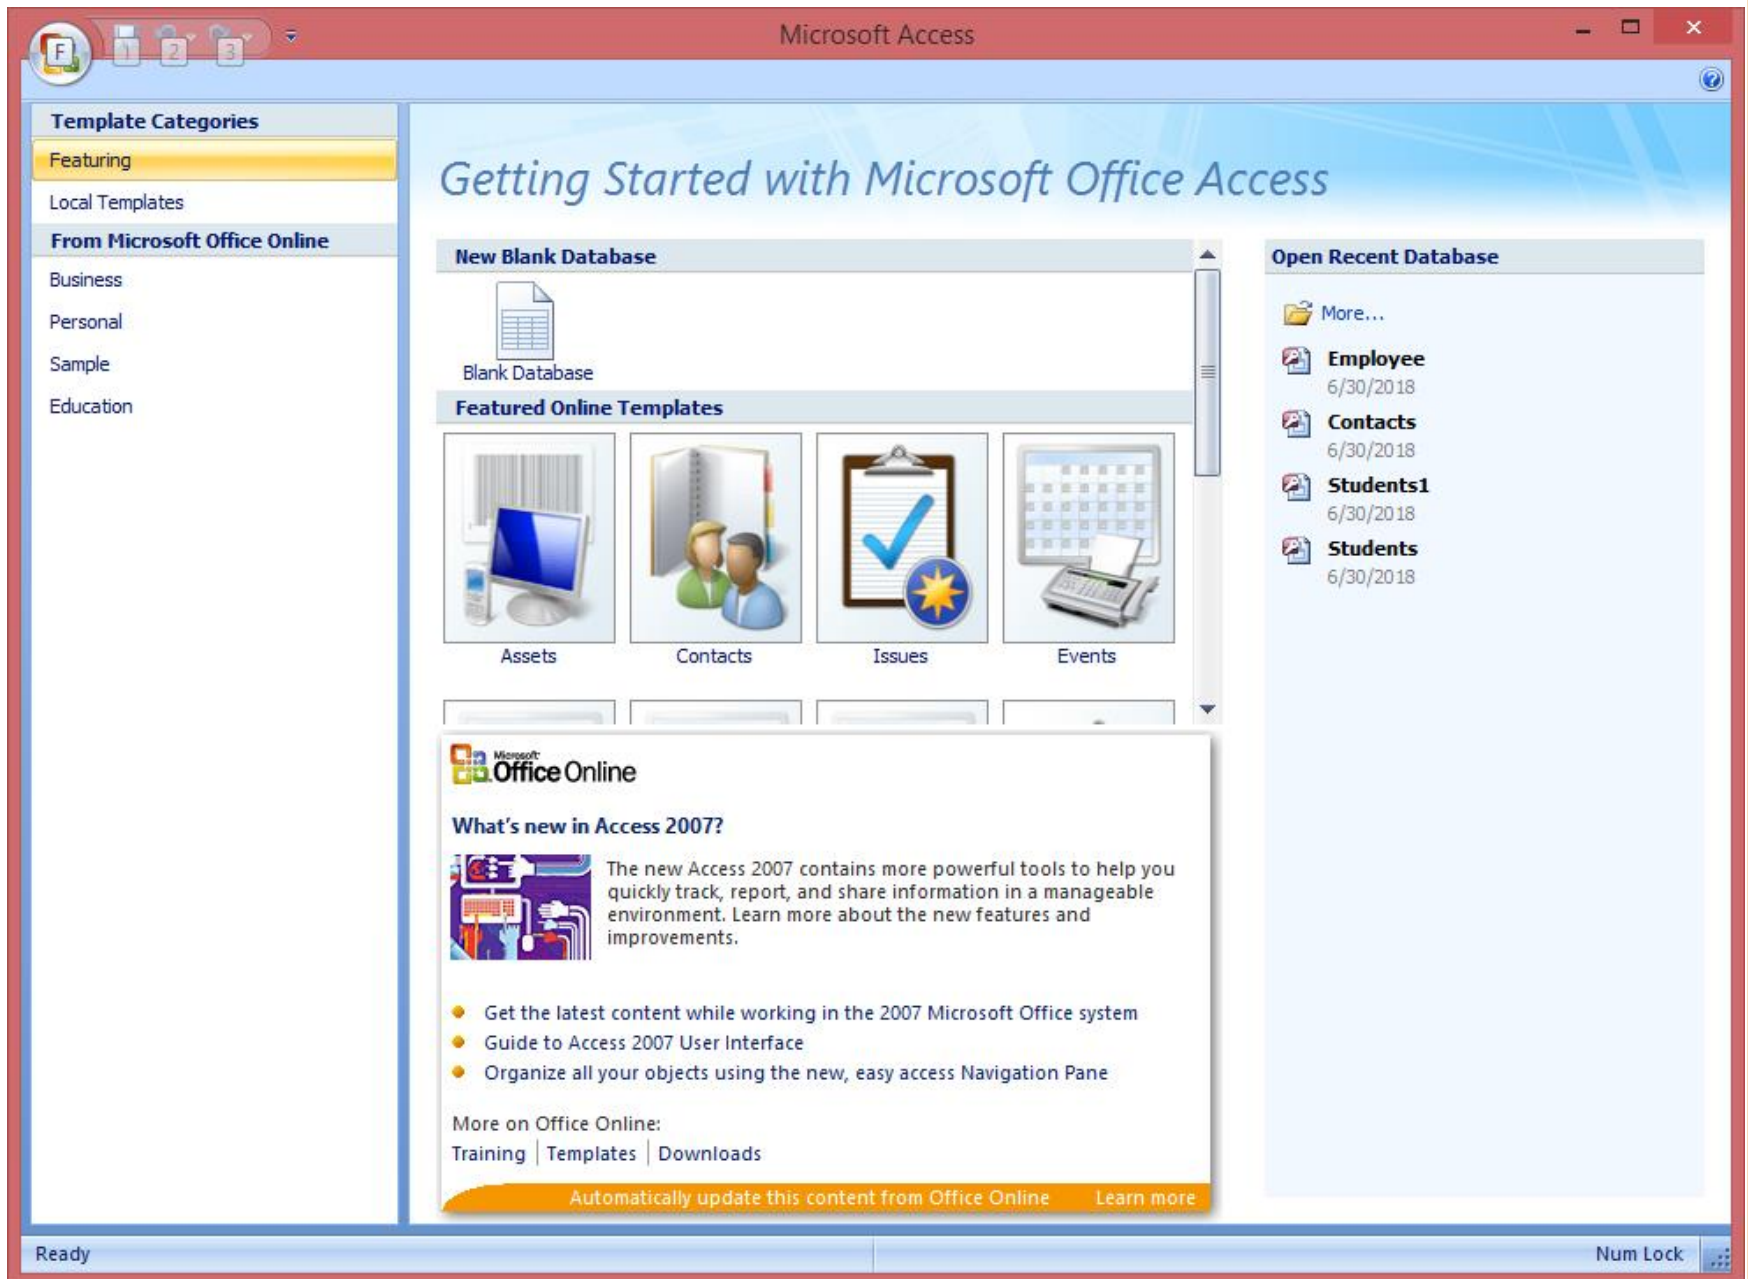 F
1
2
3
Microsoft Access
Template Categories
Featuring
Local Templates
From Microsoft Office Online
Business
Personal
Sample
Education
Getting Started with Microsoft Office Access
New Blank Database
Blank Database
Featured Online Templates
Assets
Contacts
Issues
Events
Microsoft
Office Online
What's new in Access 2007?
The new Access 2007 contains more powerful tools to help you
quickly track, report, and share information in a manageable
environment. Learn more about the new features and
improvements.
Get the latest content while working in the 2007 Microsoft Office system
Guide to Access 2007 User Interface
Organize all your objects using the new, easy access Navigation Pane
More on Office Online:
Training | Templates | Downloads
Automatically update this content from Office Online Learn more
Open Recent Database
More...
Employee
6/30/2018
Contacts
6/30/2018
Students1
6/30/2018
Students
6/30/2018
Ready
Num Lock